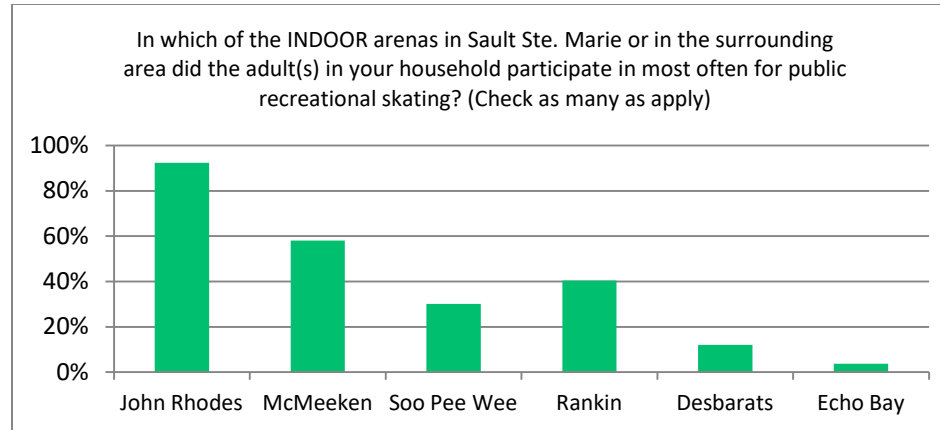 In which of the INDOOR arenas in Sault Ste. Marie or in the surrounding
area did the adult(s) in your household participate in most often for public
recreational skating? (Check as many as apply)
100%
80%
60%
40%
20%
0%
John Rhodes McMeeken Soo Pee Wee Rankin Desbarats Echo Bay